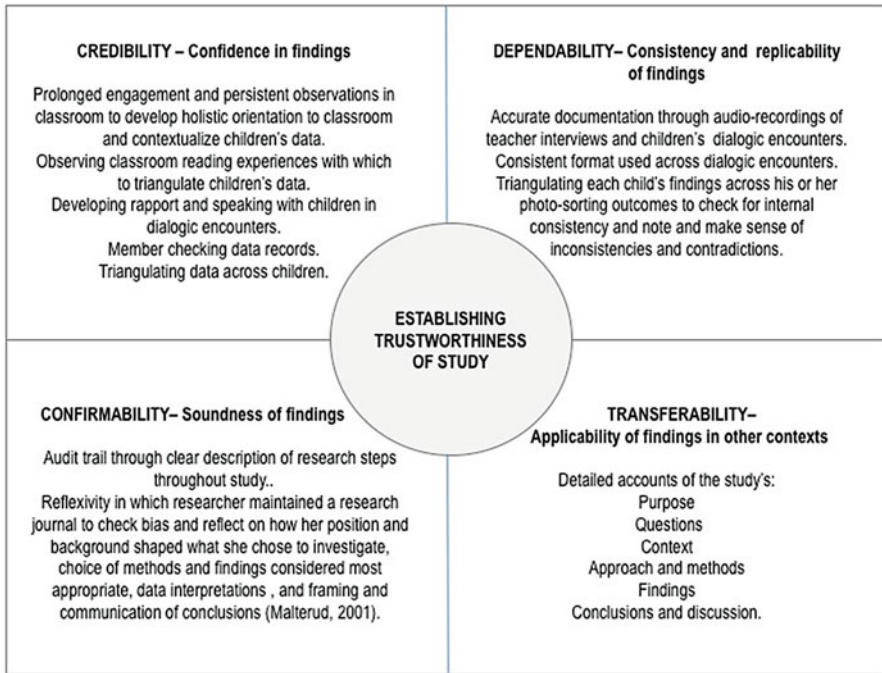 CREDIBILITY – Confidence in findings
Prolonged engagement and persistent observations in
classroom to develop holistic orientation to classroom
and contextualize children's data.
Observing classroom reading experiences with which
to triangulate children's data.
Developing rapport and speaking with children in
dialogic encounters.
Member checking data records.
Triangulating data across children.
DEPENDABILITY– Consistency and replicability
of findings
Accurate documentation through audio-recordings of
teacher interviews and children's dialogic encounters.
Consistent format used across dialogic encounters.
Triangulating each child's findings across his or her
photo-sorting outcomes to check for internal
consistency and note and make sense of
inconsistencies and contradictions.
ESTABLISHING
TRUSTWORTHINESS
OF STUDY
CONFIRMABILITY– Soundness of findings
Audit trail through clear description of research steps
throughout study..
Reflexivity in which researcher maintained a research
journal to check bias and reflect on how her position and
background shaped what she chose to investigate,
choice of methods and findings considered most
appropriate, data interpretations , and framing and
communication of conclusions (Malterud, 2001).
TRANSFERABILITY–
Applicability of findings in other contexts
Detailed accounts of the study's:
Purpose
Questions
Context
Approach and methods
Findings
Conclusions and discussion.